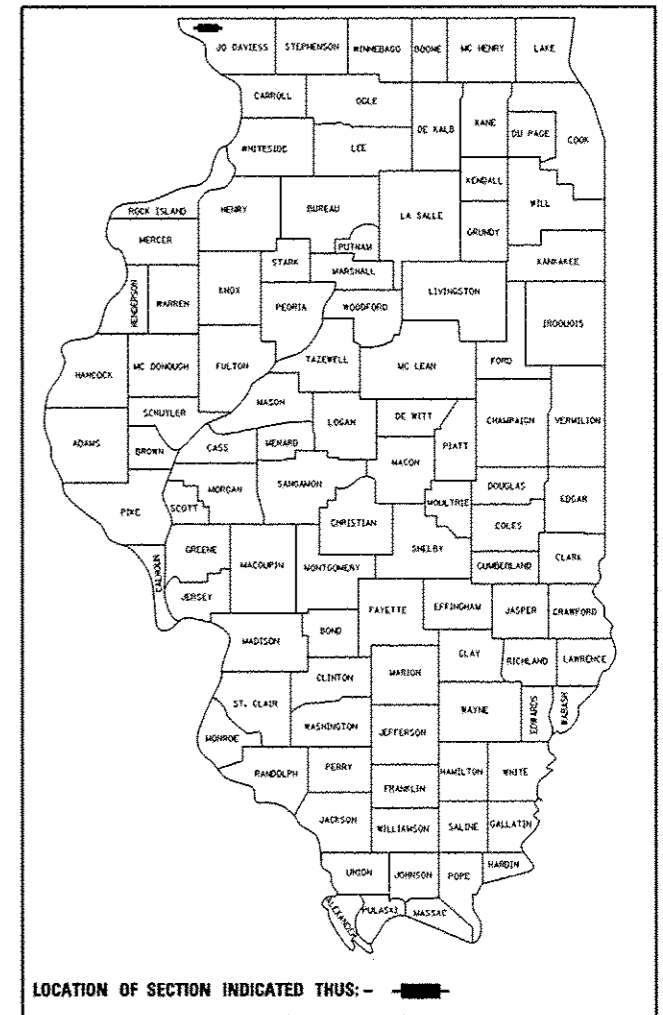 JO DAVIESS STEPHENSON WINNEBAGO BOONE MC HENRY LAKE
CARROLL OGLE DE KALB KANE DU PAGE COOK
WHITESIDE LEE KENDALL WILL
ROCK ISLAND HENRY BUREAU LA SALLE GRUNDY
MERCER PUTNAM KANKAKEE
STARK MARSHALL
HENDERSON WARREN KNOX PEORIA WOODFORD LIVINGSTON IROQUOIS
HANCOCK MC DONOUGH FULTON TAZEWELL MC LEAN FORD
SCHUYLER MASON LOGAN DE WITT CHAMPAIGN VERMILION
ADAMS BROWN CASS MENARD MACON PIATT
PIKE SCOTT MORGAN SANGAMON CHRISTIAN MOULTRIE DOUGLAS EDGAR
COLES
CALHOUN GREENE MACOUPIN MONTGOMERY SHELBY CUMBERLAND CLARK
JERSEY FAYETTE EFFINGHAM JASPER CRAWFORD
MADISON BOND CLAY RICHLAND LAWRENCE
CLINTON MARION
ST. CLAIR WASHINGTON WAYNE EDWARDS WABASH
MONROE JEFFERSON
RANDOLPH PERRY HAMILTON WHITE
FRANKLIN
JACKSON WILLIAMSON SALINE GALLATIN
UNION JOHNSON POPE HARDIN
ALEXANDER PULASKI MASSAC
LOCATION OF SECTION INDICATED THUS: -